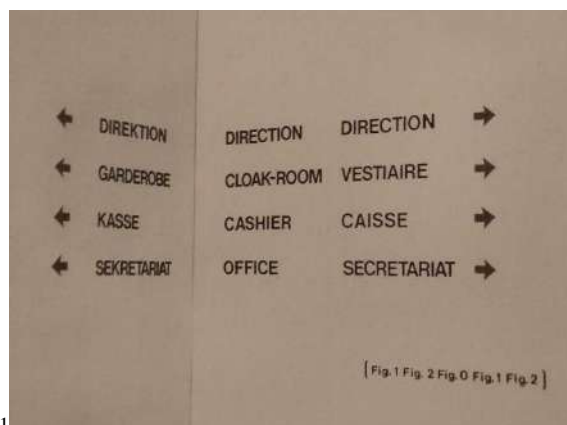 ← DIREKTION DIRECTION DIRECTION →
← GARDEROBE CLOAK-ROOM VESTIAIRE →
← KASSE CASHIER CAISSE →
← SEKRETARIAT OFFICE SECRETARIAT →
[Fig. 1 Fig. 2 Fig. 0 Fig. 1 Fig. 2]
1